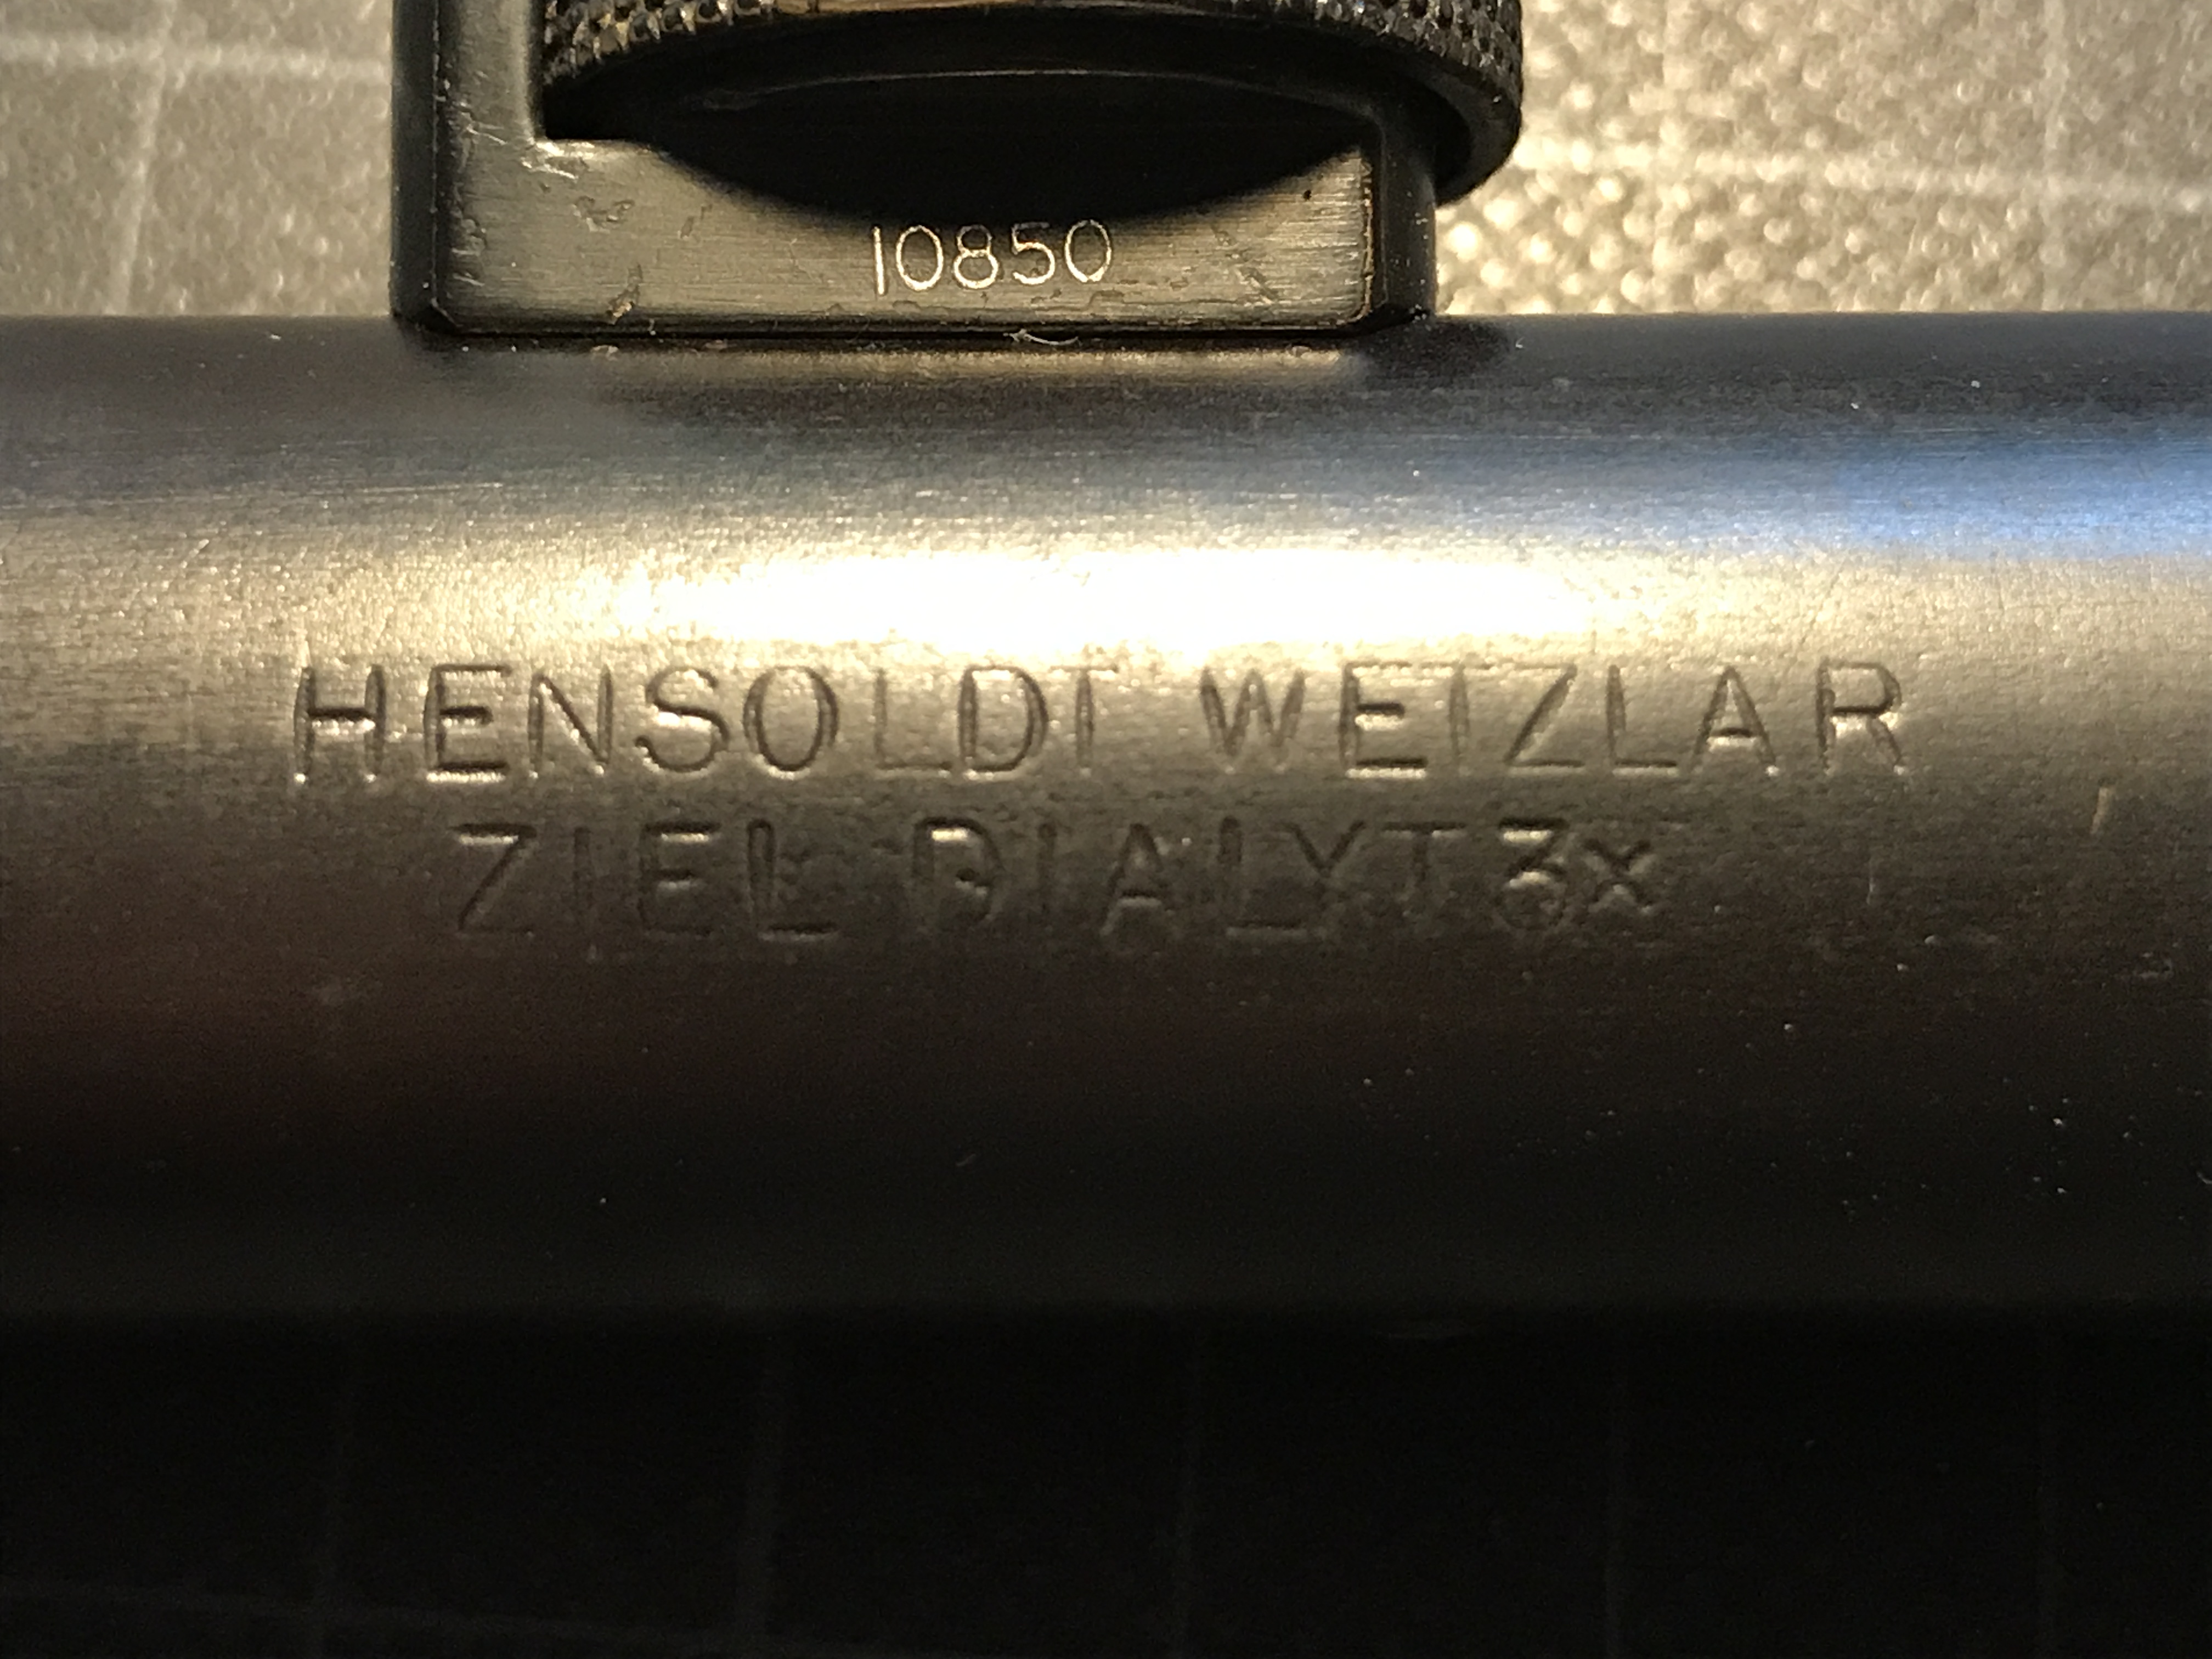 10850
HENSOLDT WETZLAR
ZIEL DIALYT 3x